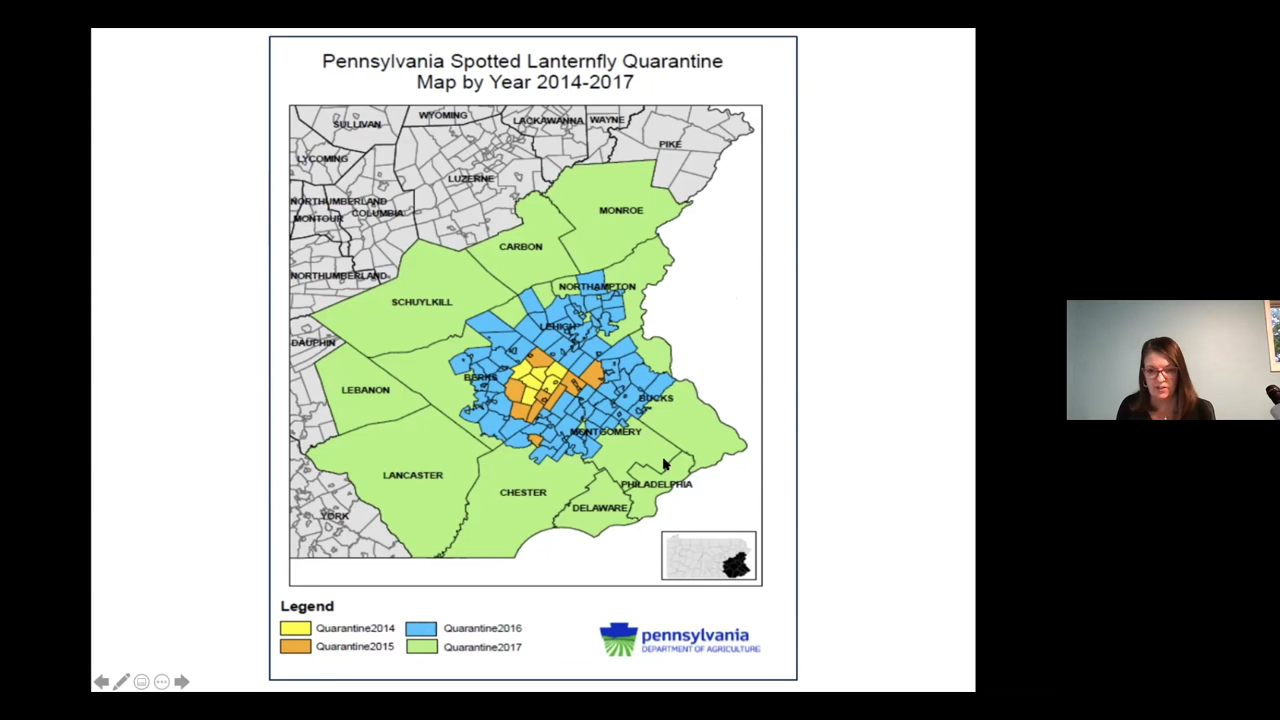 Pennsylvania Spotted Lanternfly Quarantine
Map by Year 2014-2017
WYOMING
LACKAWANNA
WAYNE
SULLIVAN
PIKE
LYCOMING
LUZERNE
NORTHUMBERLAND
MONTOUR
COLUMBIA
MONROE
CARBON
NORTHUMBERLAND
NORTHAMPTON
SCHUYLKILL
LEHIGH
DAUPHIN
BERKS
LEBANON
BUCKS
MONTGOMERY
LANCASTER
PHILADELPHIA
CHESTER
DELAWARE
YORK
Legend
Quarantine2014
Quarantine2016
Quarantine2015
Quarantine2017
pennsylvania
DEPARTMENT OF AGRICULTURE